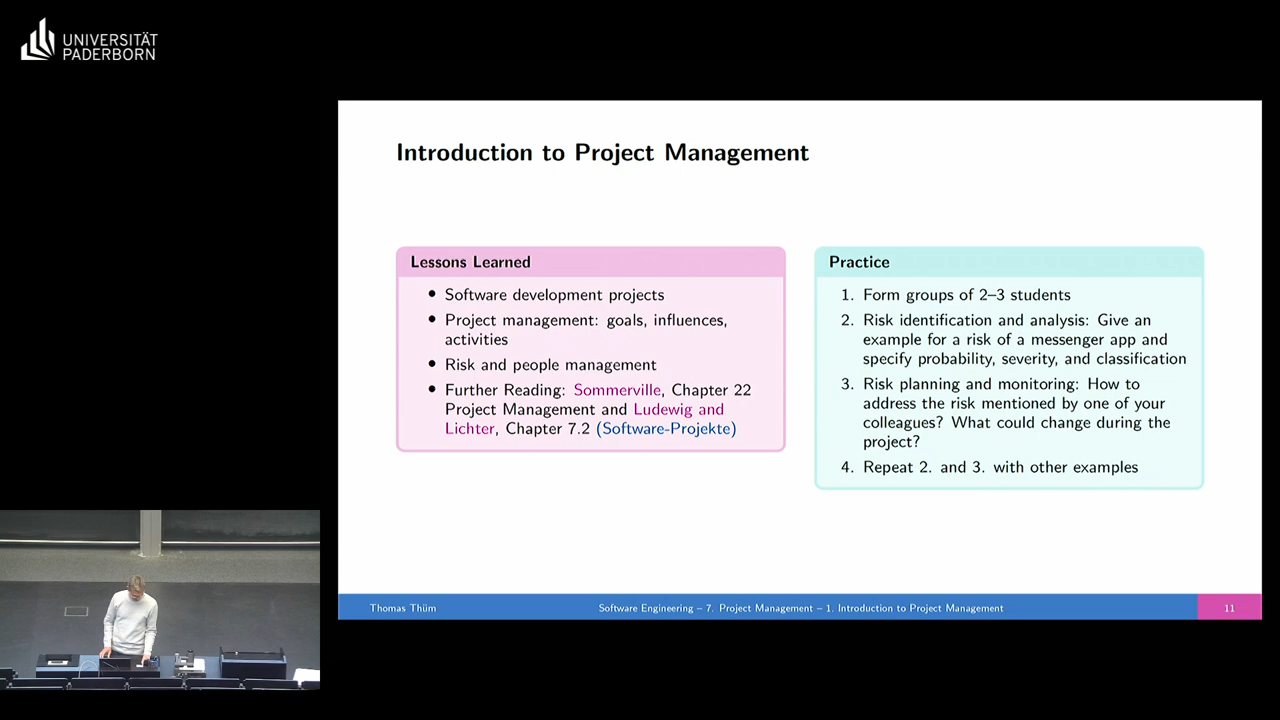 UNIVERSITÄT
PADERBORN
Introduction to Project Management
Lessons Learned
• Software development projects
• Project management: goals, influences,
activities
• Risk and people management
• Further Reading: Sommerville, Chapter 22
Project Management and Ludewig and
Lichter, Chapter 7.2 (Software-Projekte)
Practice
1. Form groups of 2–3 students
2. Risk identification and analysis: Give an
example for a risk of a messenger app and
specify probability, severity, and classification
3. Risk planning and monitoring: How to
address the risk mentioned by one of your
colleagues? What could change during the
project?
4. Repeat 2. and 3. with other examples
Thomas Thüm
Software Engineering – 7. Project Management – 1. Introduction to Project Management
11